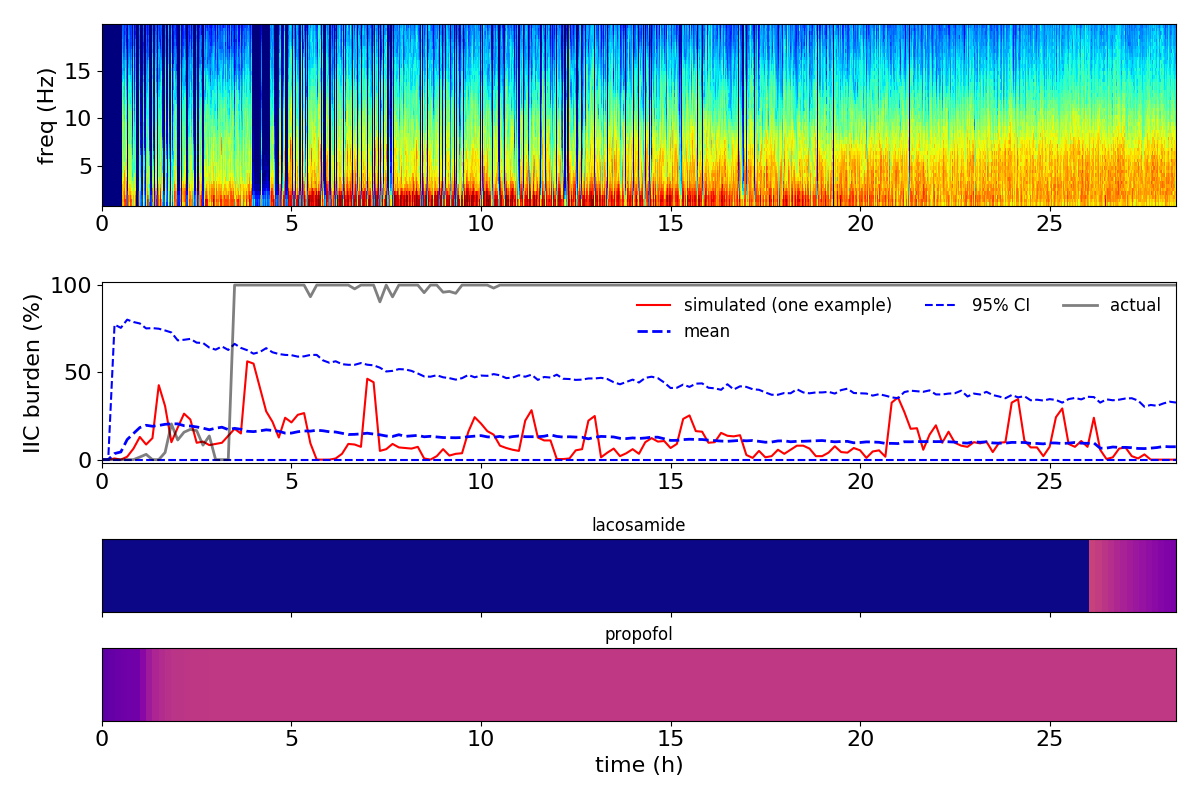 freq (Hz)
15
10
5
0 5 10 15 20 25
IIC burden (%)
100
50
0
simulated (one example)
mean
95% CI
actual
0 5 10 15 20 25
lacosamide
propofol
0 5 10 15 20 25
time (h)